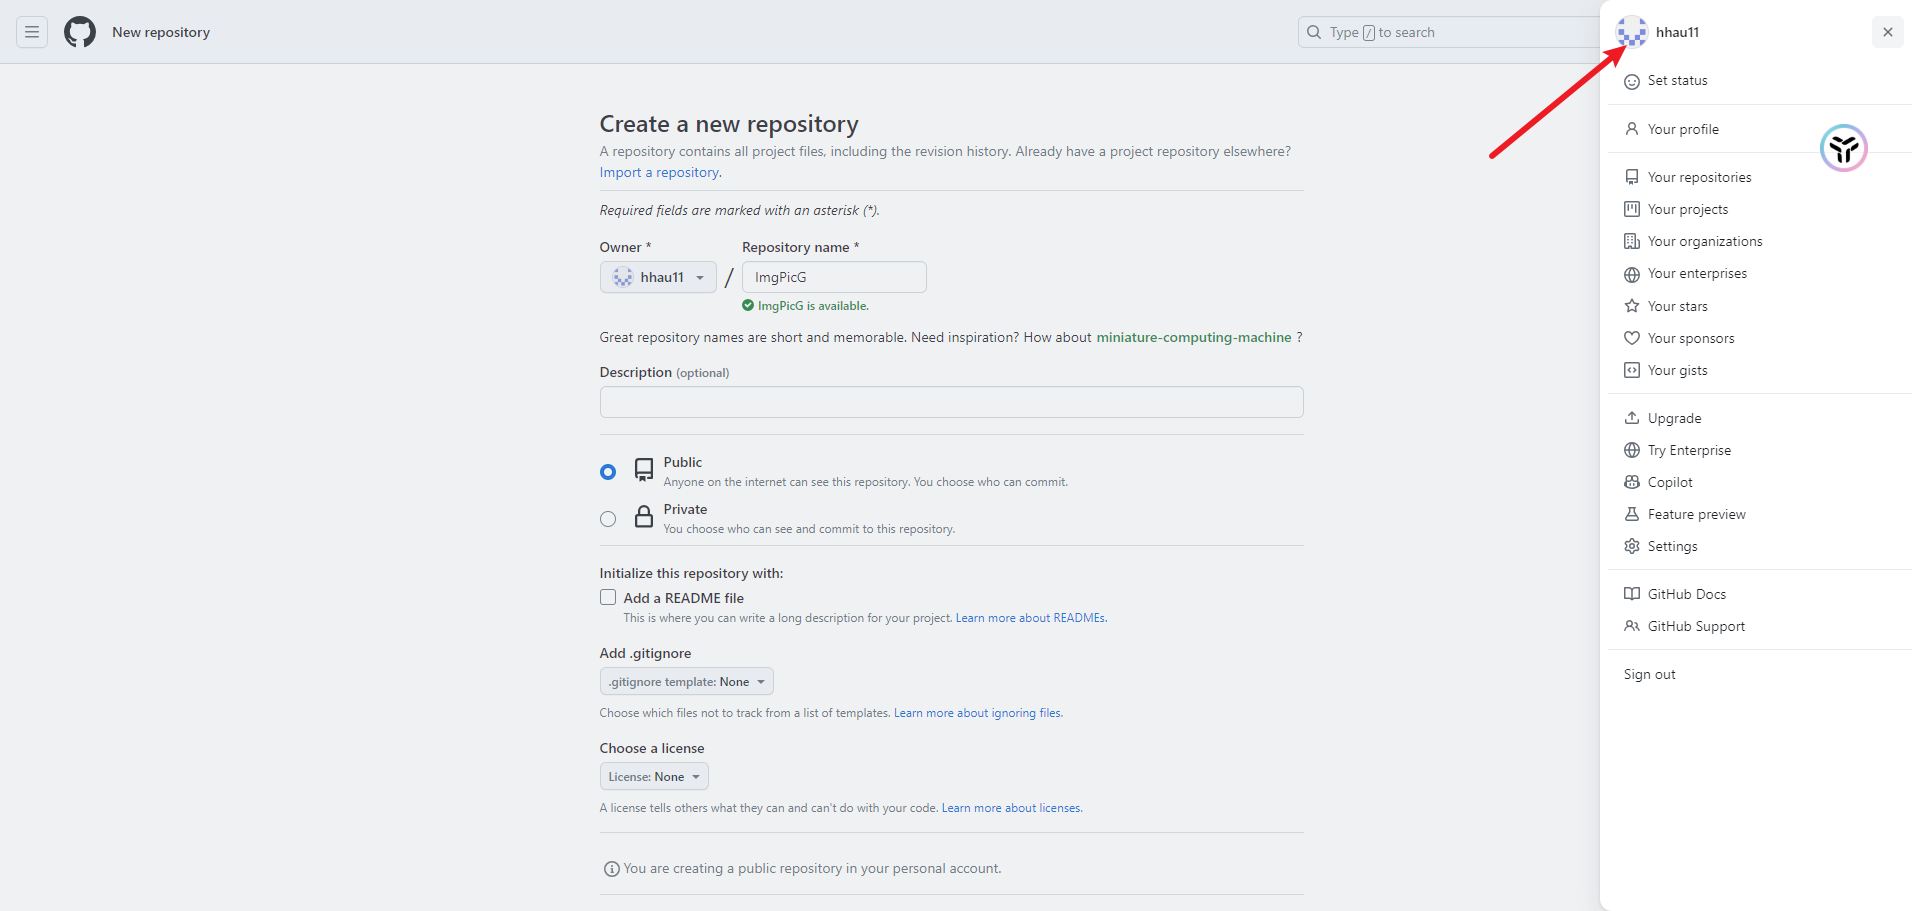 New repository
Type / to search
Create a new repository
A repository contains all project files, including the revision history. Already have a project repository elsewhere?
Import a repository.
Required fields are marked with an asterisk (*).
Owner *
Repository name *
hhau11
/
ImgPicG
ImgPicG is available.
Great repository names are short and memorable. Need inspiration? How about miniature-computing-machine ?
Description (optional)
Public
Anyone on the internet can see this repository. You choose who can commit.
Private
You choose who can see and commit to this repository.
Initialize this repository with:
Add a README file
This is where you can write a long description for your project. Learn more about READMEs.
Add .gitignore
.gitignore template: None
Choose which files not to track from a list of templates. Learn more about ignoring files.
Choose a license
License: None
A license tells others what they can and can't do with your code. Learn more about licenses.
You are creating a public repository in your personal account.
hhau11
Set status
Your profile
Your repositories
Your projects
Your organizations
Your enterprises
Your stars
Your sponsors
Your gists
Upgrade
Try Enterprise
Copilot
Feature preview
Settings
GitHub Docs
GitHub Support
Sign out